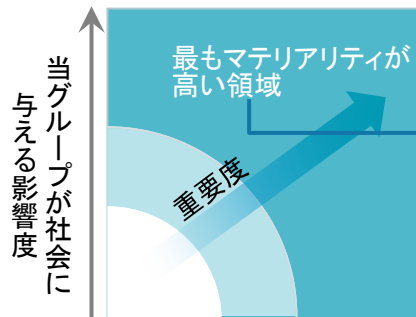 当グループが社会に
与える影響度
最もマテリアリティが
高い領域
重要度